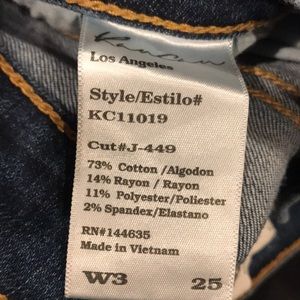 Los Angeles
Style/Estilo#
KC11019
Cut#J-449
73% Cotton /Algodon
14% Rayon / Rayon
11% Polyester/Poliester
2% Spandex/Elastano
RN#144635
Made in Vietnam
W3 25